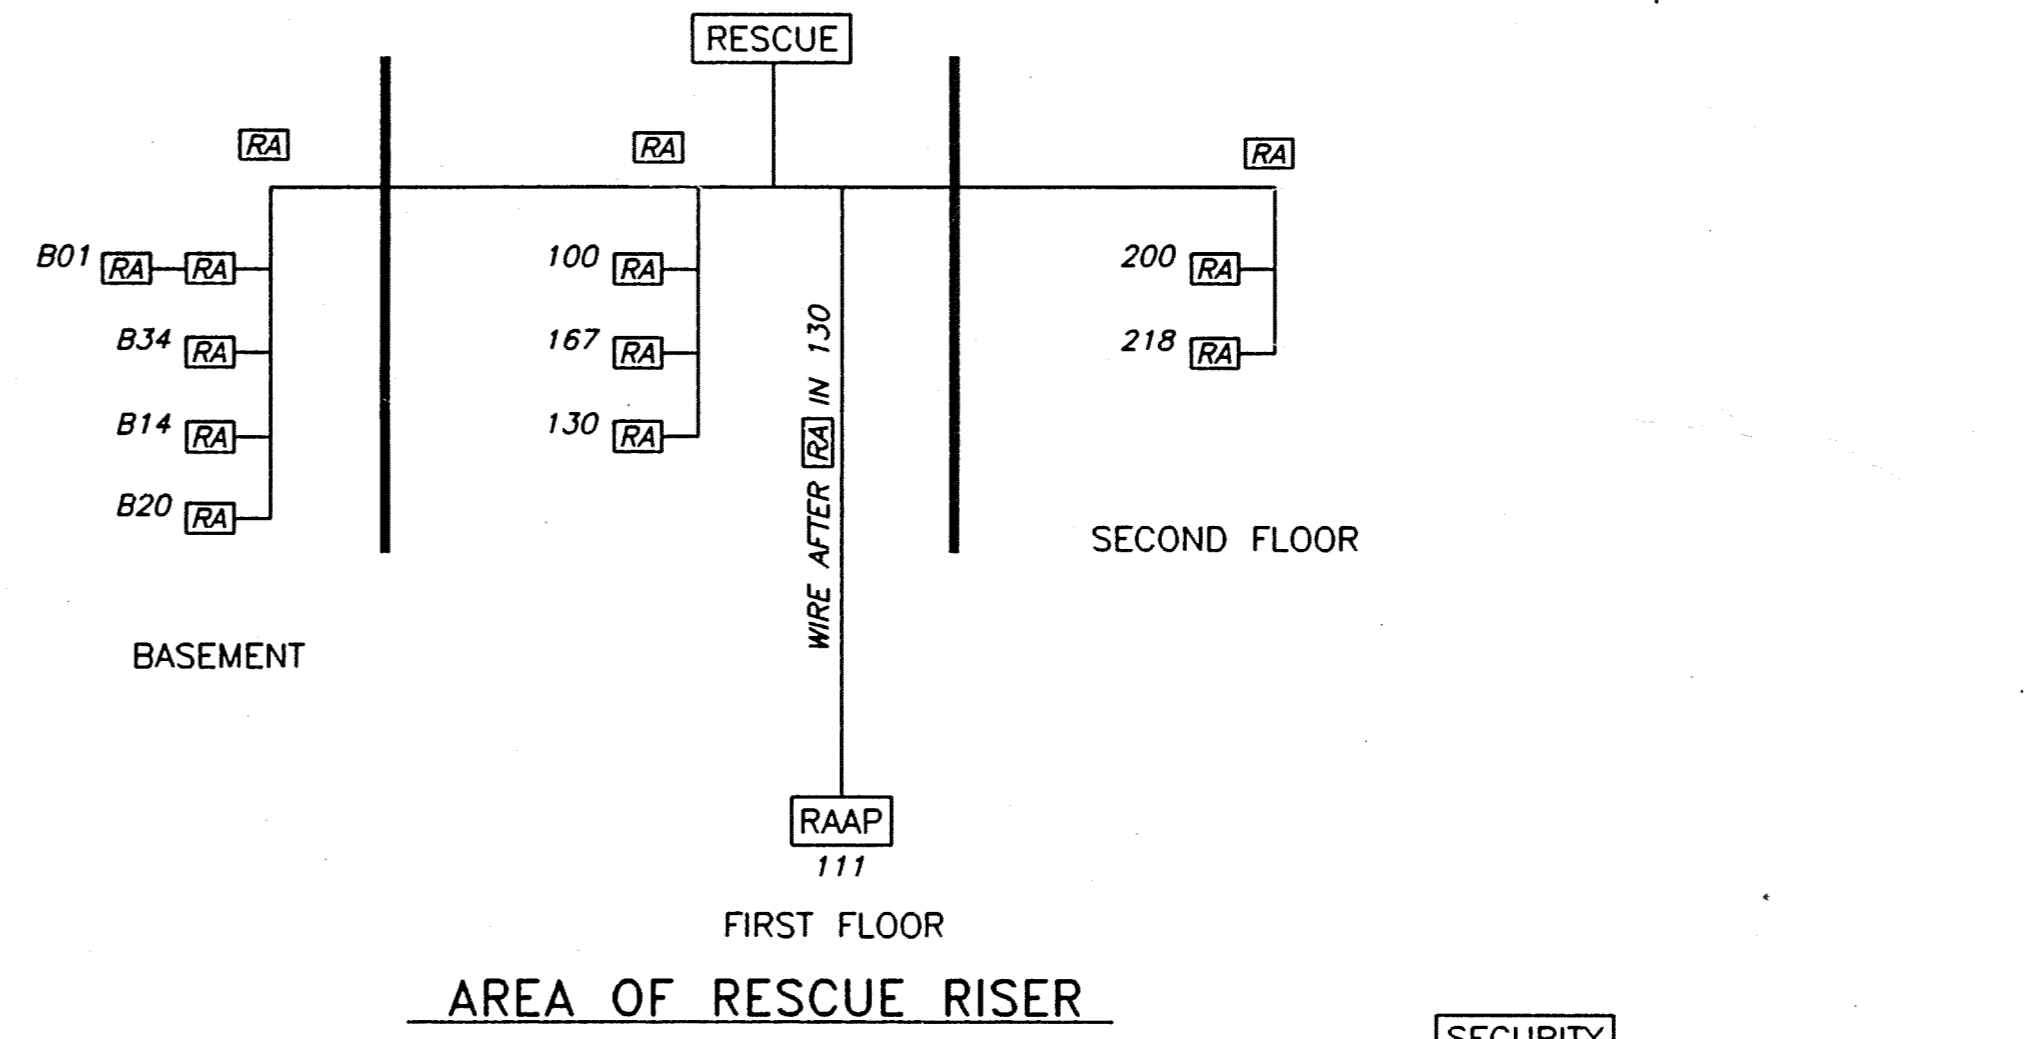 RESCUE
RA
RA
RA
B01 RA RA
B34 RA
B14 RA
B20 RA
BASEMENT
100 RA
167 RA
130 RA
WIRE AFTER RA IN 130
RAAP
111
FIRST FLOOR
200 RA
218 RA
SECOND FLOOR
AREA OF RESCUE RISER
SECURITY